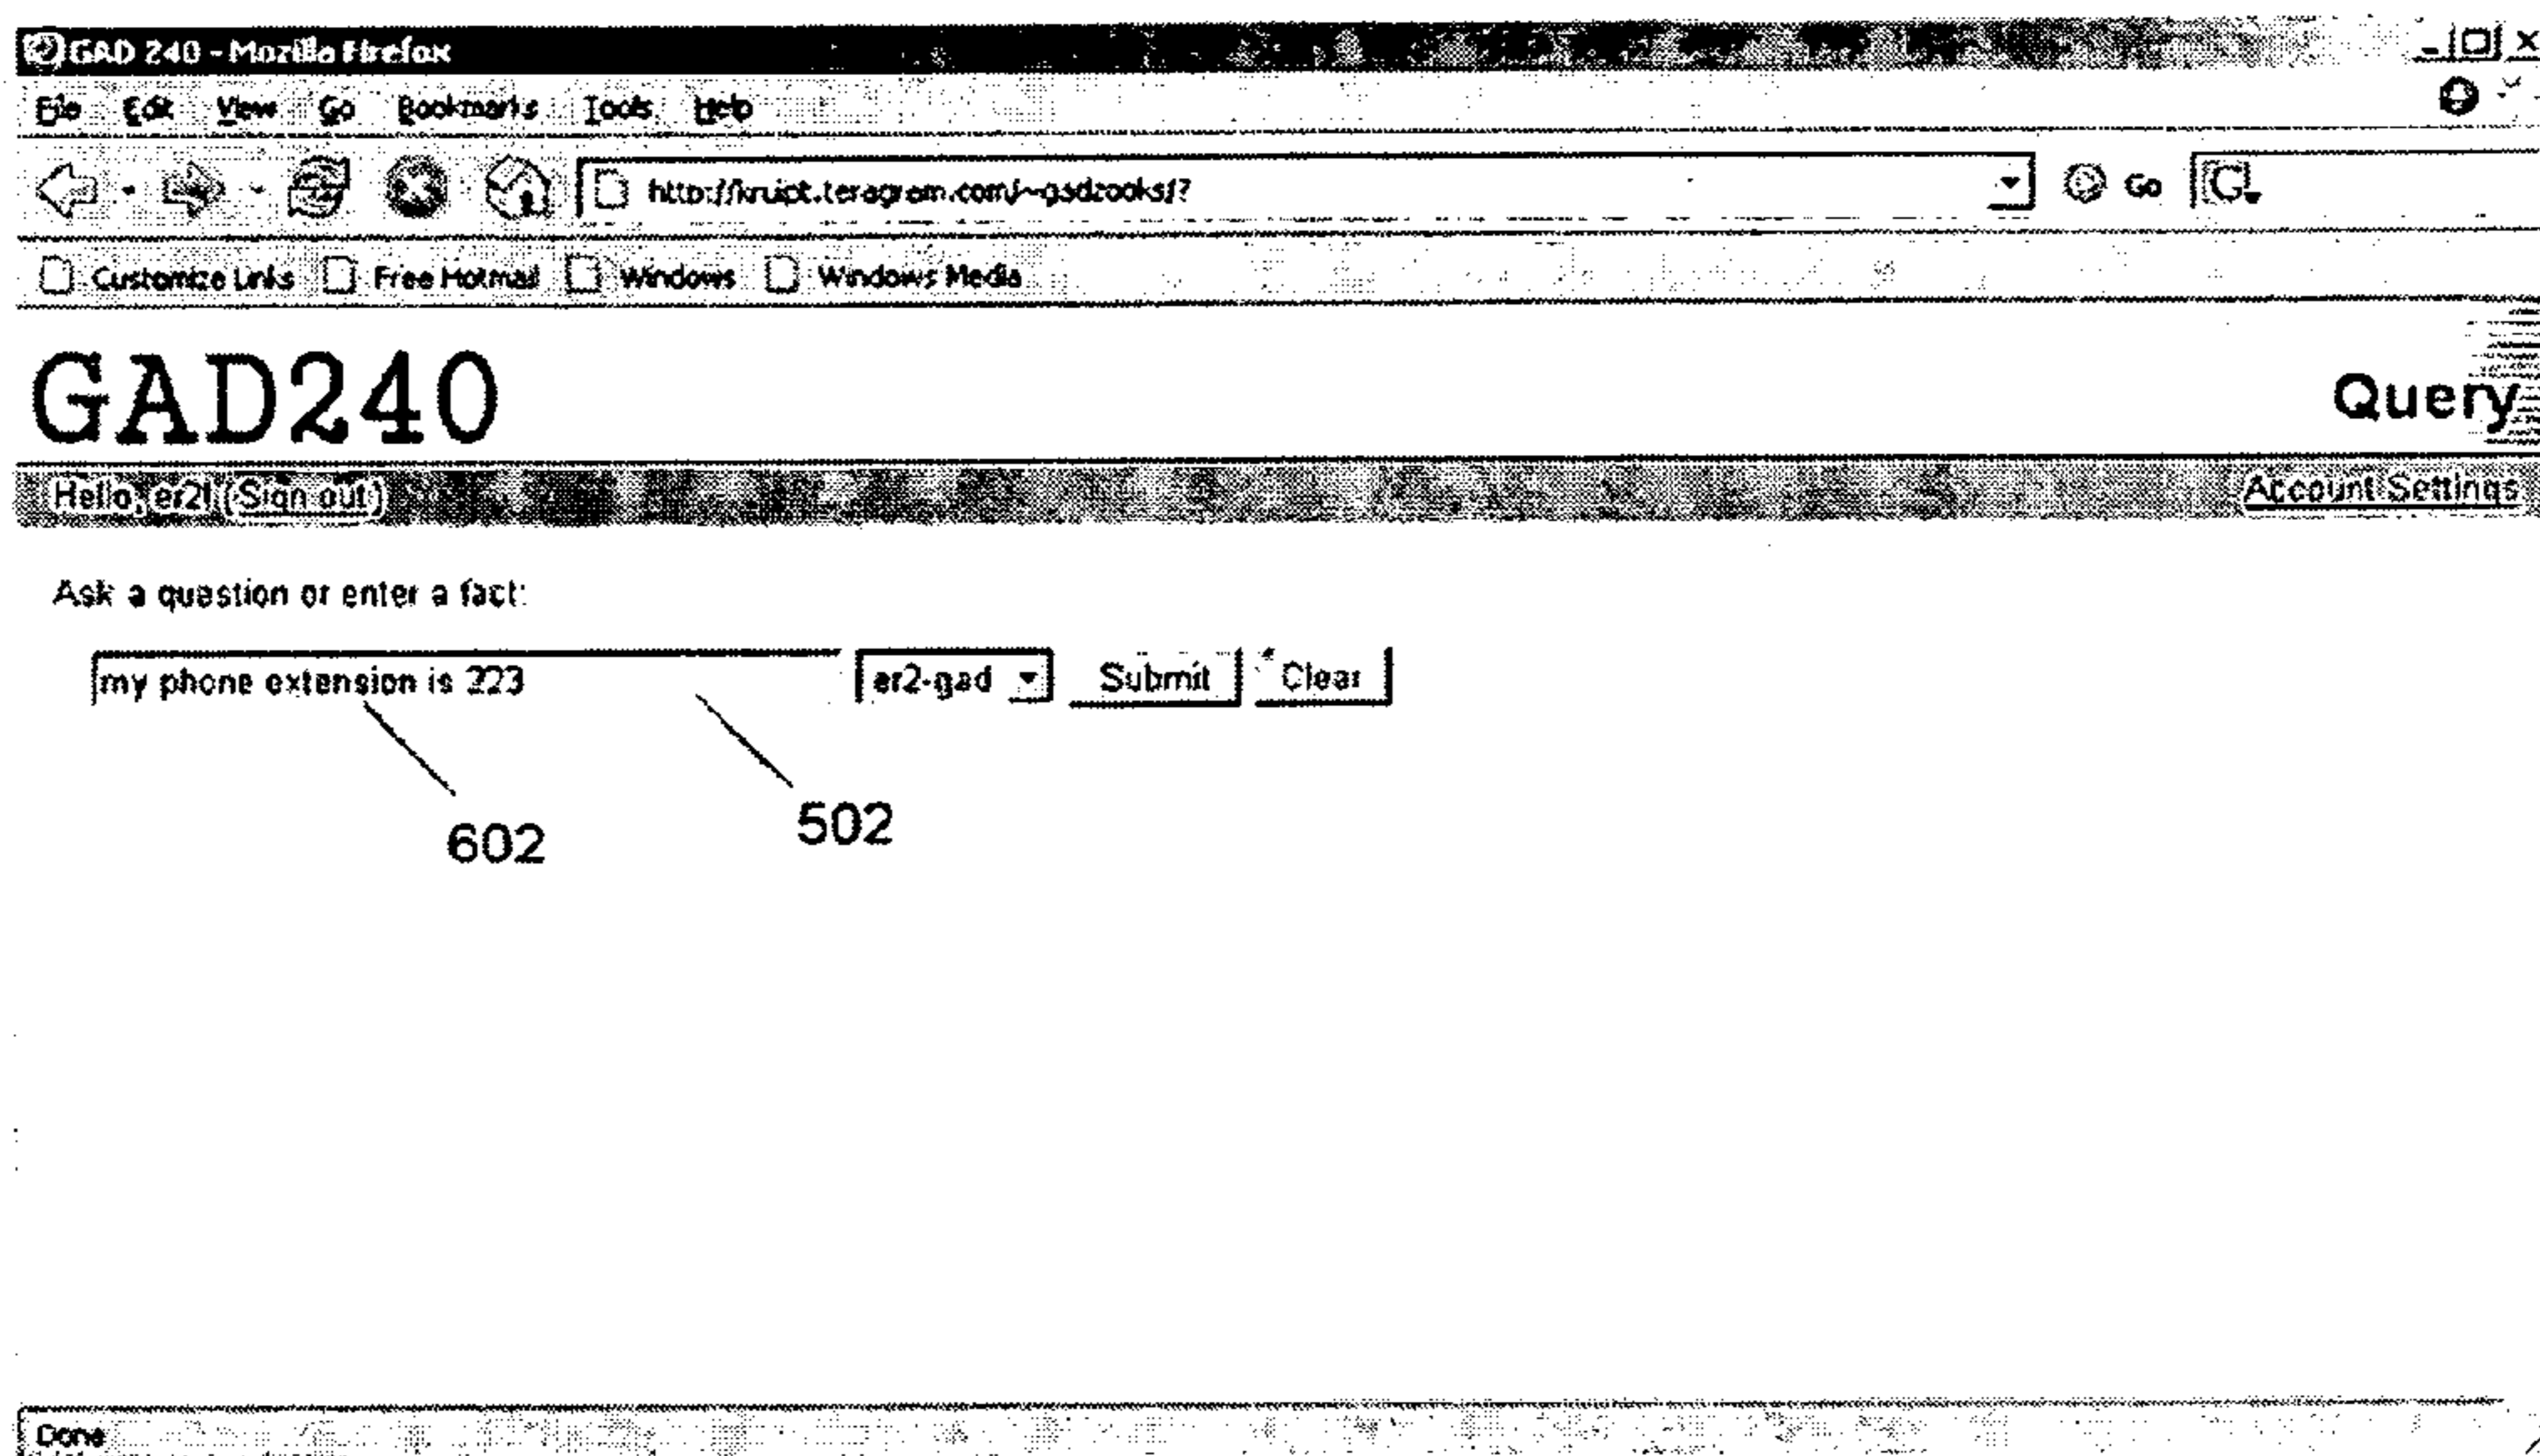 GAD 240 - Mozilla Firefox
File Edit View Go Bookmarks Tools Help
http://kruipt.teragram.com/~gadzooks/? Go G
Customize Links Free Hotmail Windows Windows Media
GAD240 Query
Hello, er2! (Sign out) Account Settings
Ask a question or enter a fact:
my phone extension is 223 er2-gad Submit Clear
602 502
Done